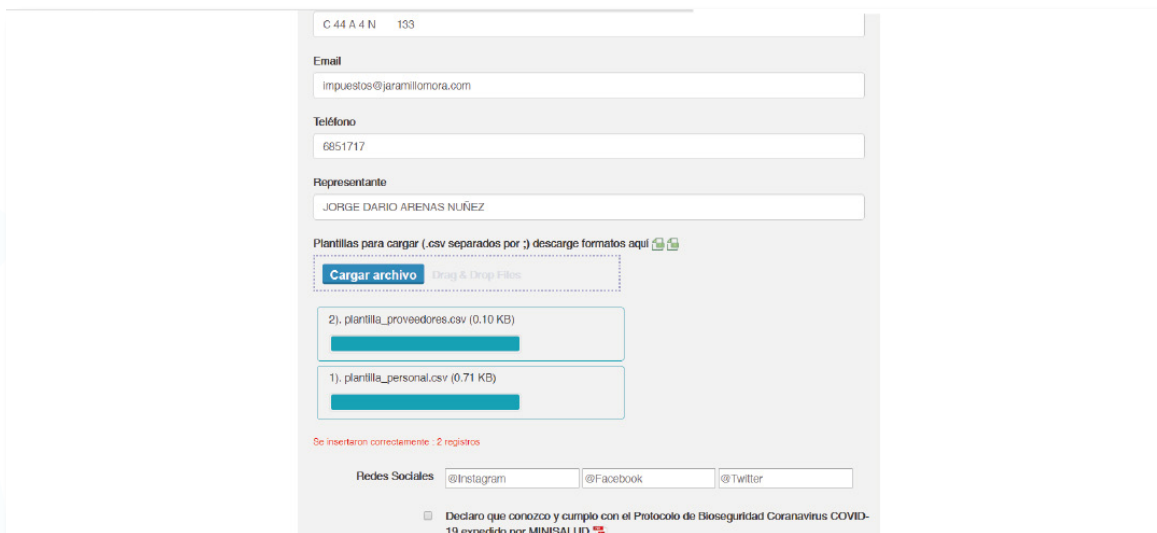 C 44 A 4 N 133
Email
impuestos@jaramillomora.com
Teléfono
6851717
Representante
JORGE DARIO ARENAS NUÑEZ
Plantillas para cargar (.csv separados por ;) descarge formatos aquí
Cargar archivo Drag & Drop Files
2). plantilla_proveedores.csv (0.10 KB)
1). plantilla_personal.csv (0.71 KB)
Se insertaron correctamente : 2 registros
Redes Sociales @Instagram @Facebook @Twitter
Declaro que conozco y cumplo con el Protocolo de Bioseguridad Coranavirus COVID-
19 expedido por MINISALUD